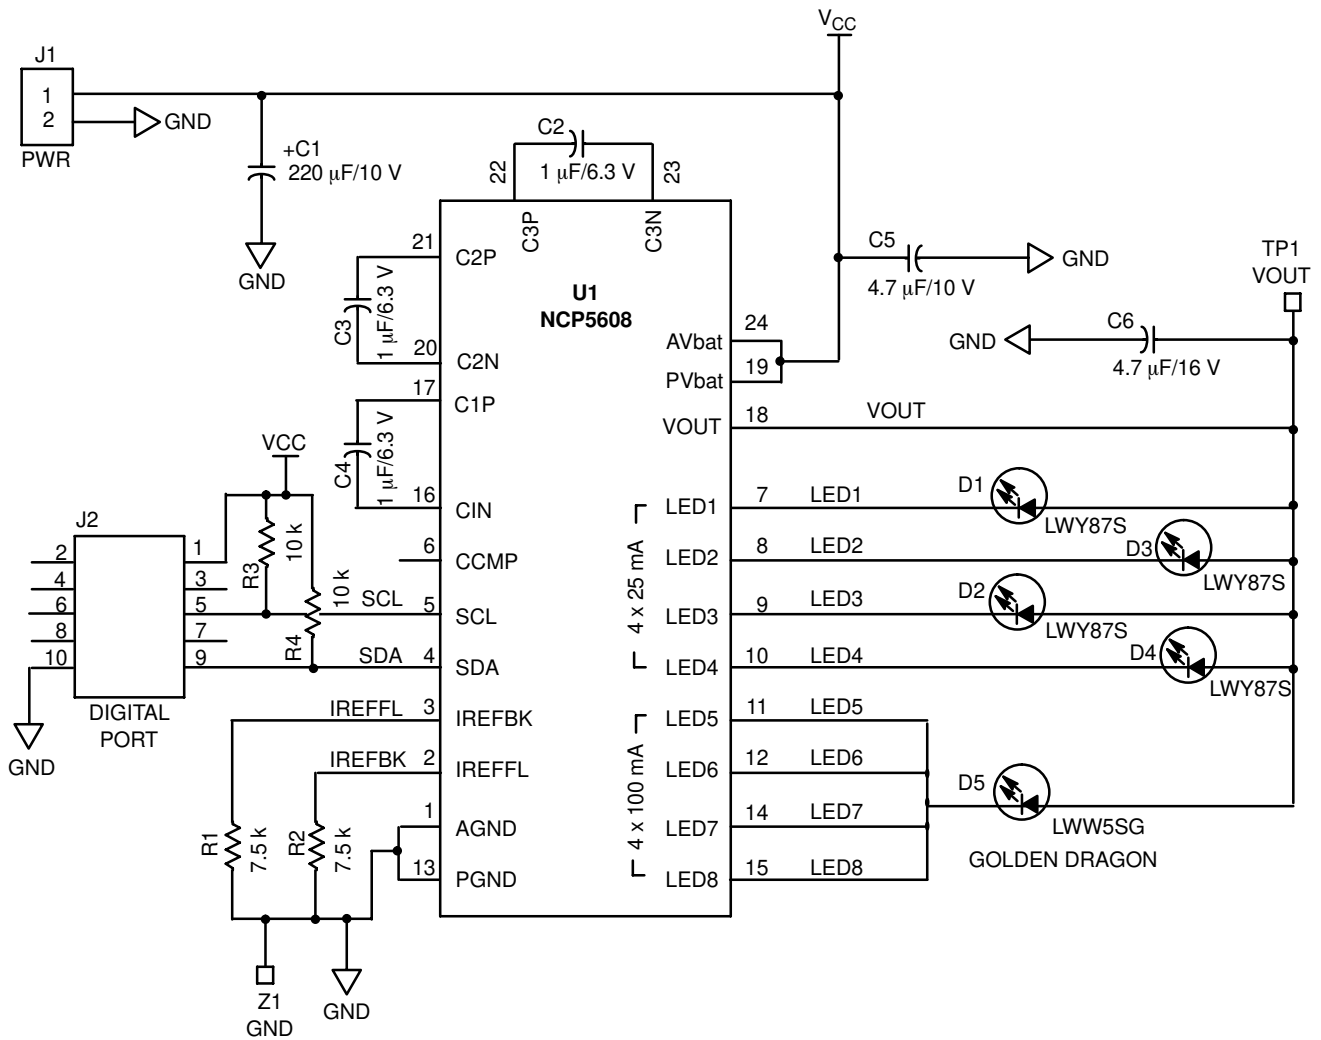 V_CC
J1
1
2
GND
PWR
+C1
220 µF/10 V
GND
C2
1 µF/6.3 V
22
23
C3P
C3N
21
C2P
C3
1 µF/6.3 V
20
C2N
17
C1P
C4
1 µF/6.3 V
16
CIN
U1
NCP5608
C5
4.7 µF/10 V
GND
TP1
VOUT
C6
GND
4.7 µF/16 V
24
AVbat
19
PVbat
18
VOUT
VOUT
VCC
J2
2
4
6
8
10
1
3
5
7
9
R3
10 k
R4
10 k
DIGITAL
PORT
GND
6
CCMP
SCL
5
SCL
SDA
4
SDA
IREFFL
3
IREFBK
IREFBK
2
IREFFL
1
AGND
13
PGND
R1
7.5 k
R2
7.5 k
Z1
GND
GND
4 x 25 mA
4 x 100 mA
LED1
7
LED1
D1
LWY87S
LED2
8
LED2
D3
LWY87S
LED3
9
LED3
D2
LWY87S
LED4
10
LED4
D4
LWY87S
LED5
11
LED5
LED6
12
LED6
LED7
14
LED7
LED8
15
LED8
D5
LWW5SG
GOLDEN DRAGON